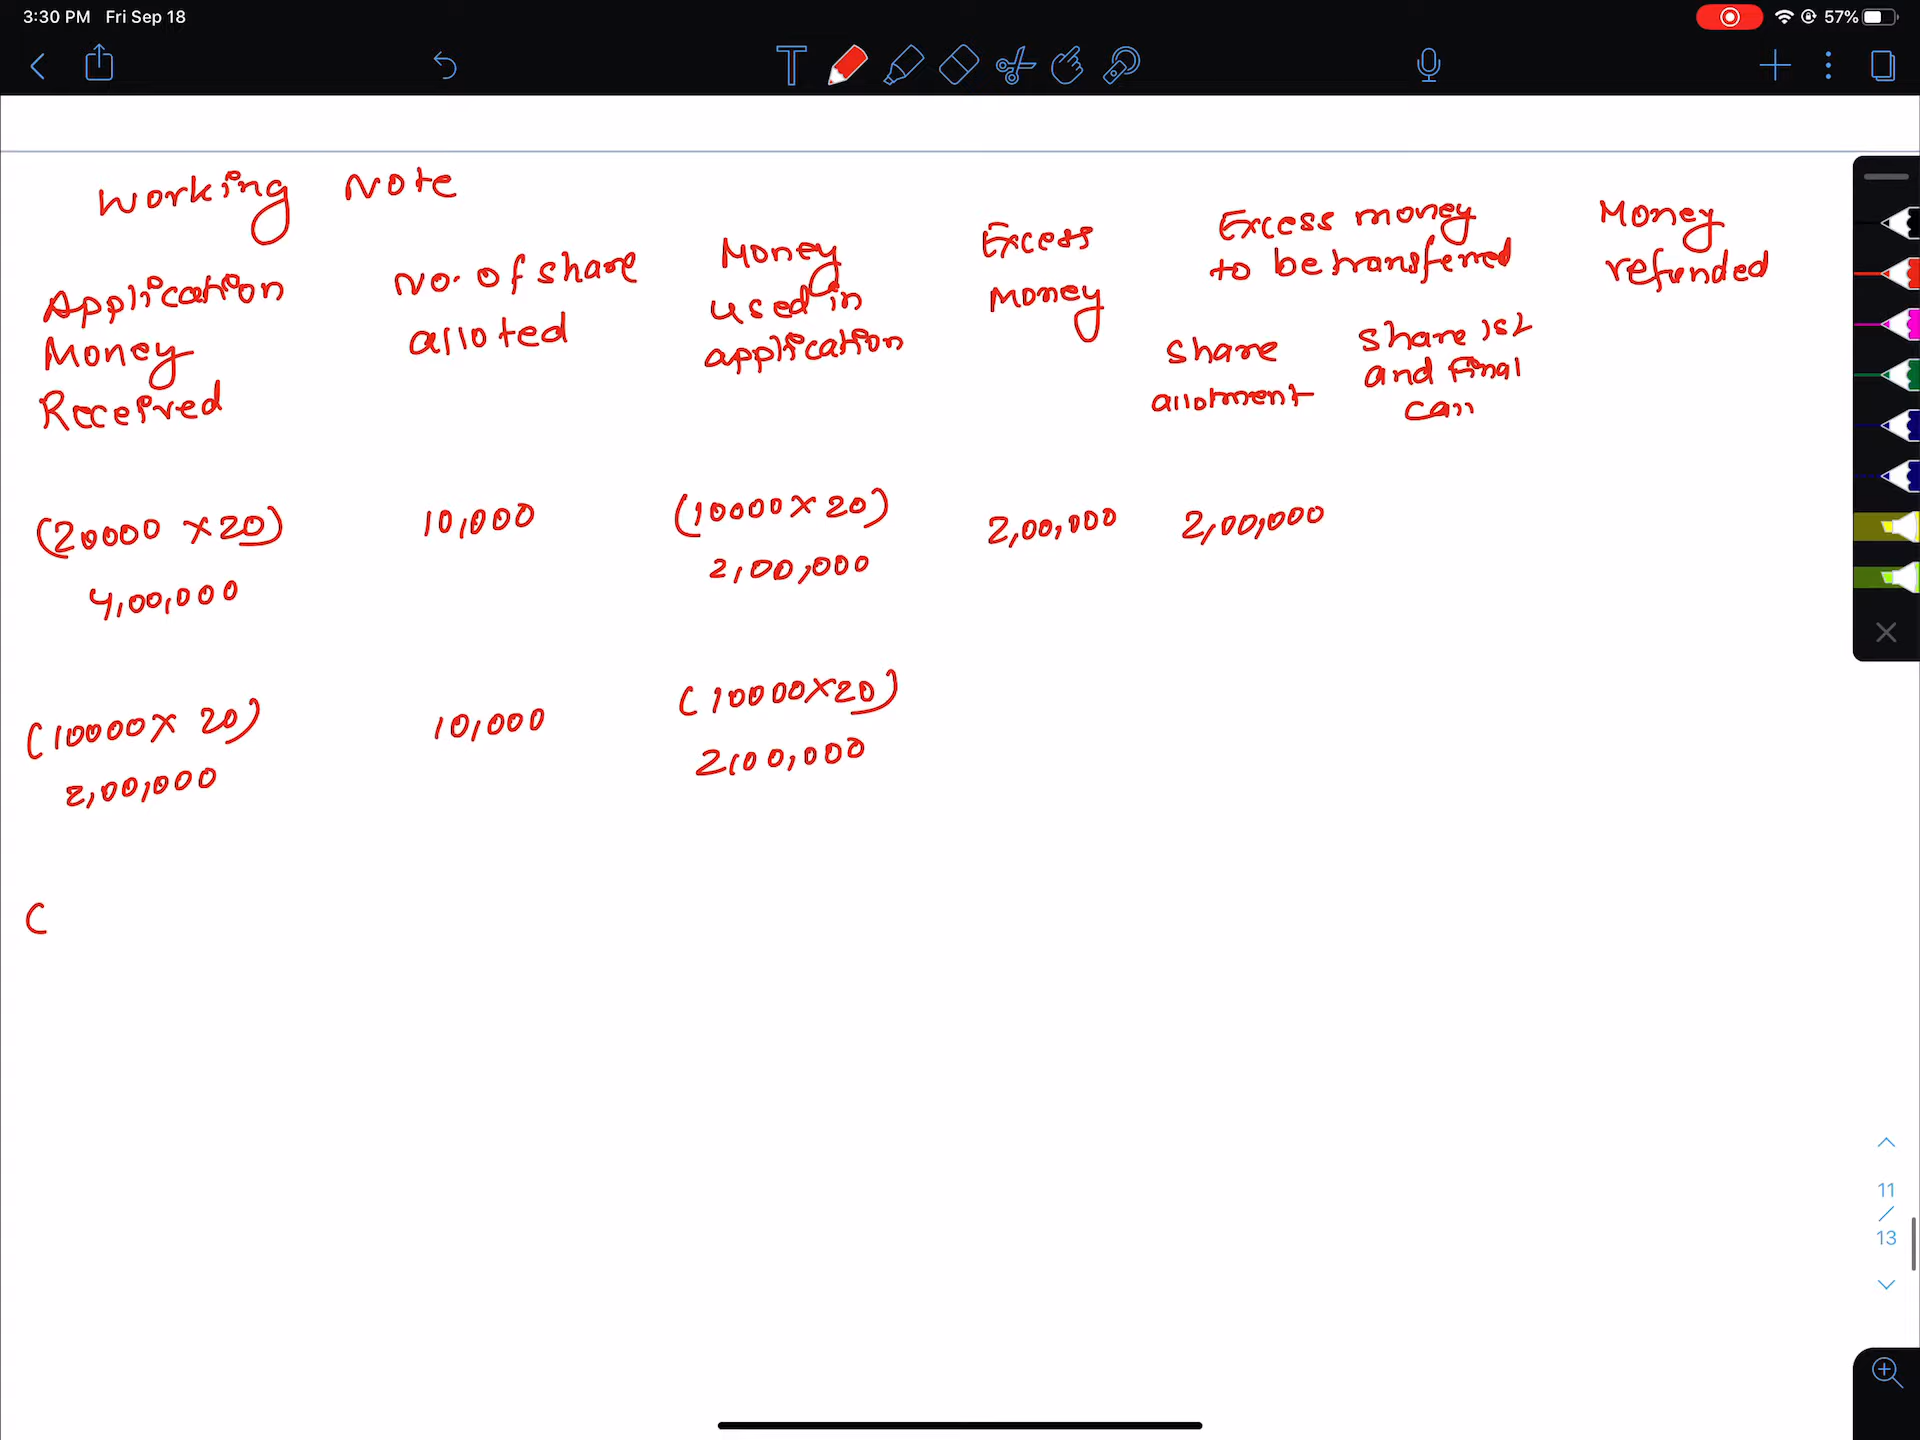 3:30 PM Fri Sep 18
57%
Working Note
Application Money Received
No. of share alloted
Money used in application
Excess Money
Excess money to be transferred
Share allotment
Share 1st and final call
Money refunded
(20000 × 20) 10,000 (10000 × 20) 2,00,000 2,00,000
4,00,000 2,00,000
(10000 × 20) 10,000 (10000 × 20)
2,00,000 2,00,000
(
11
/
13